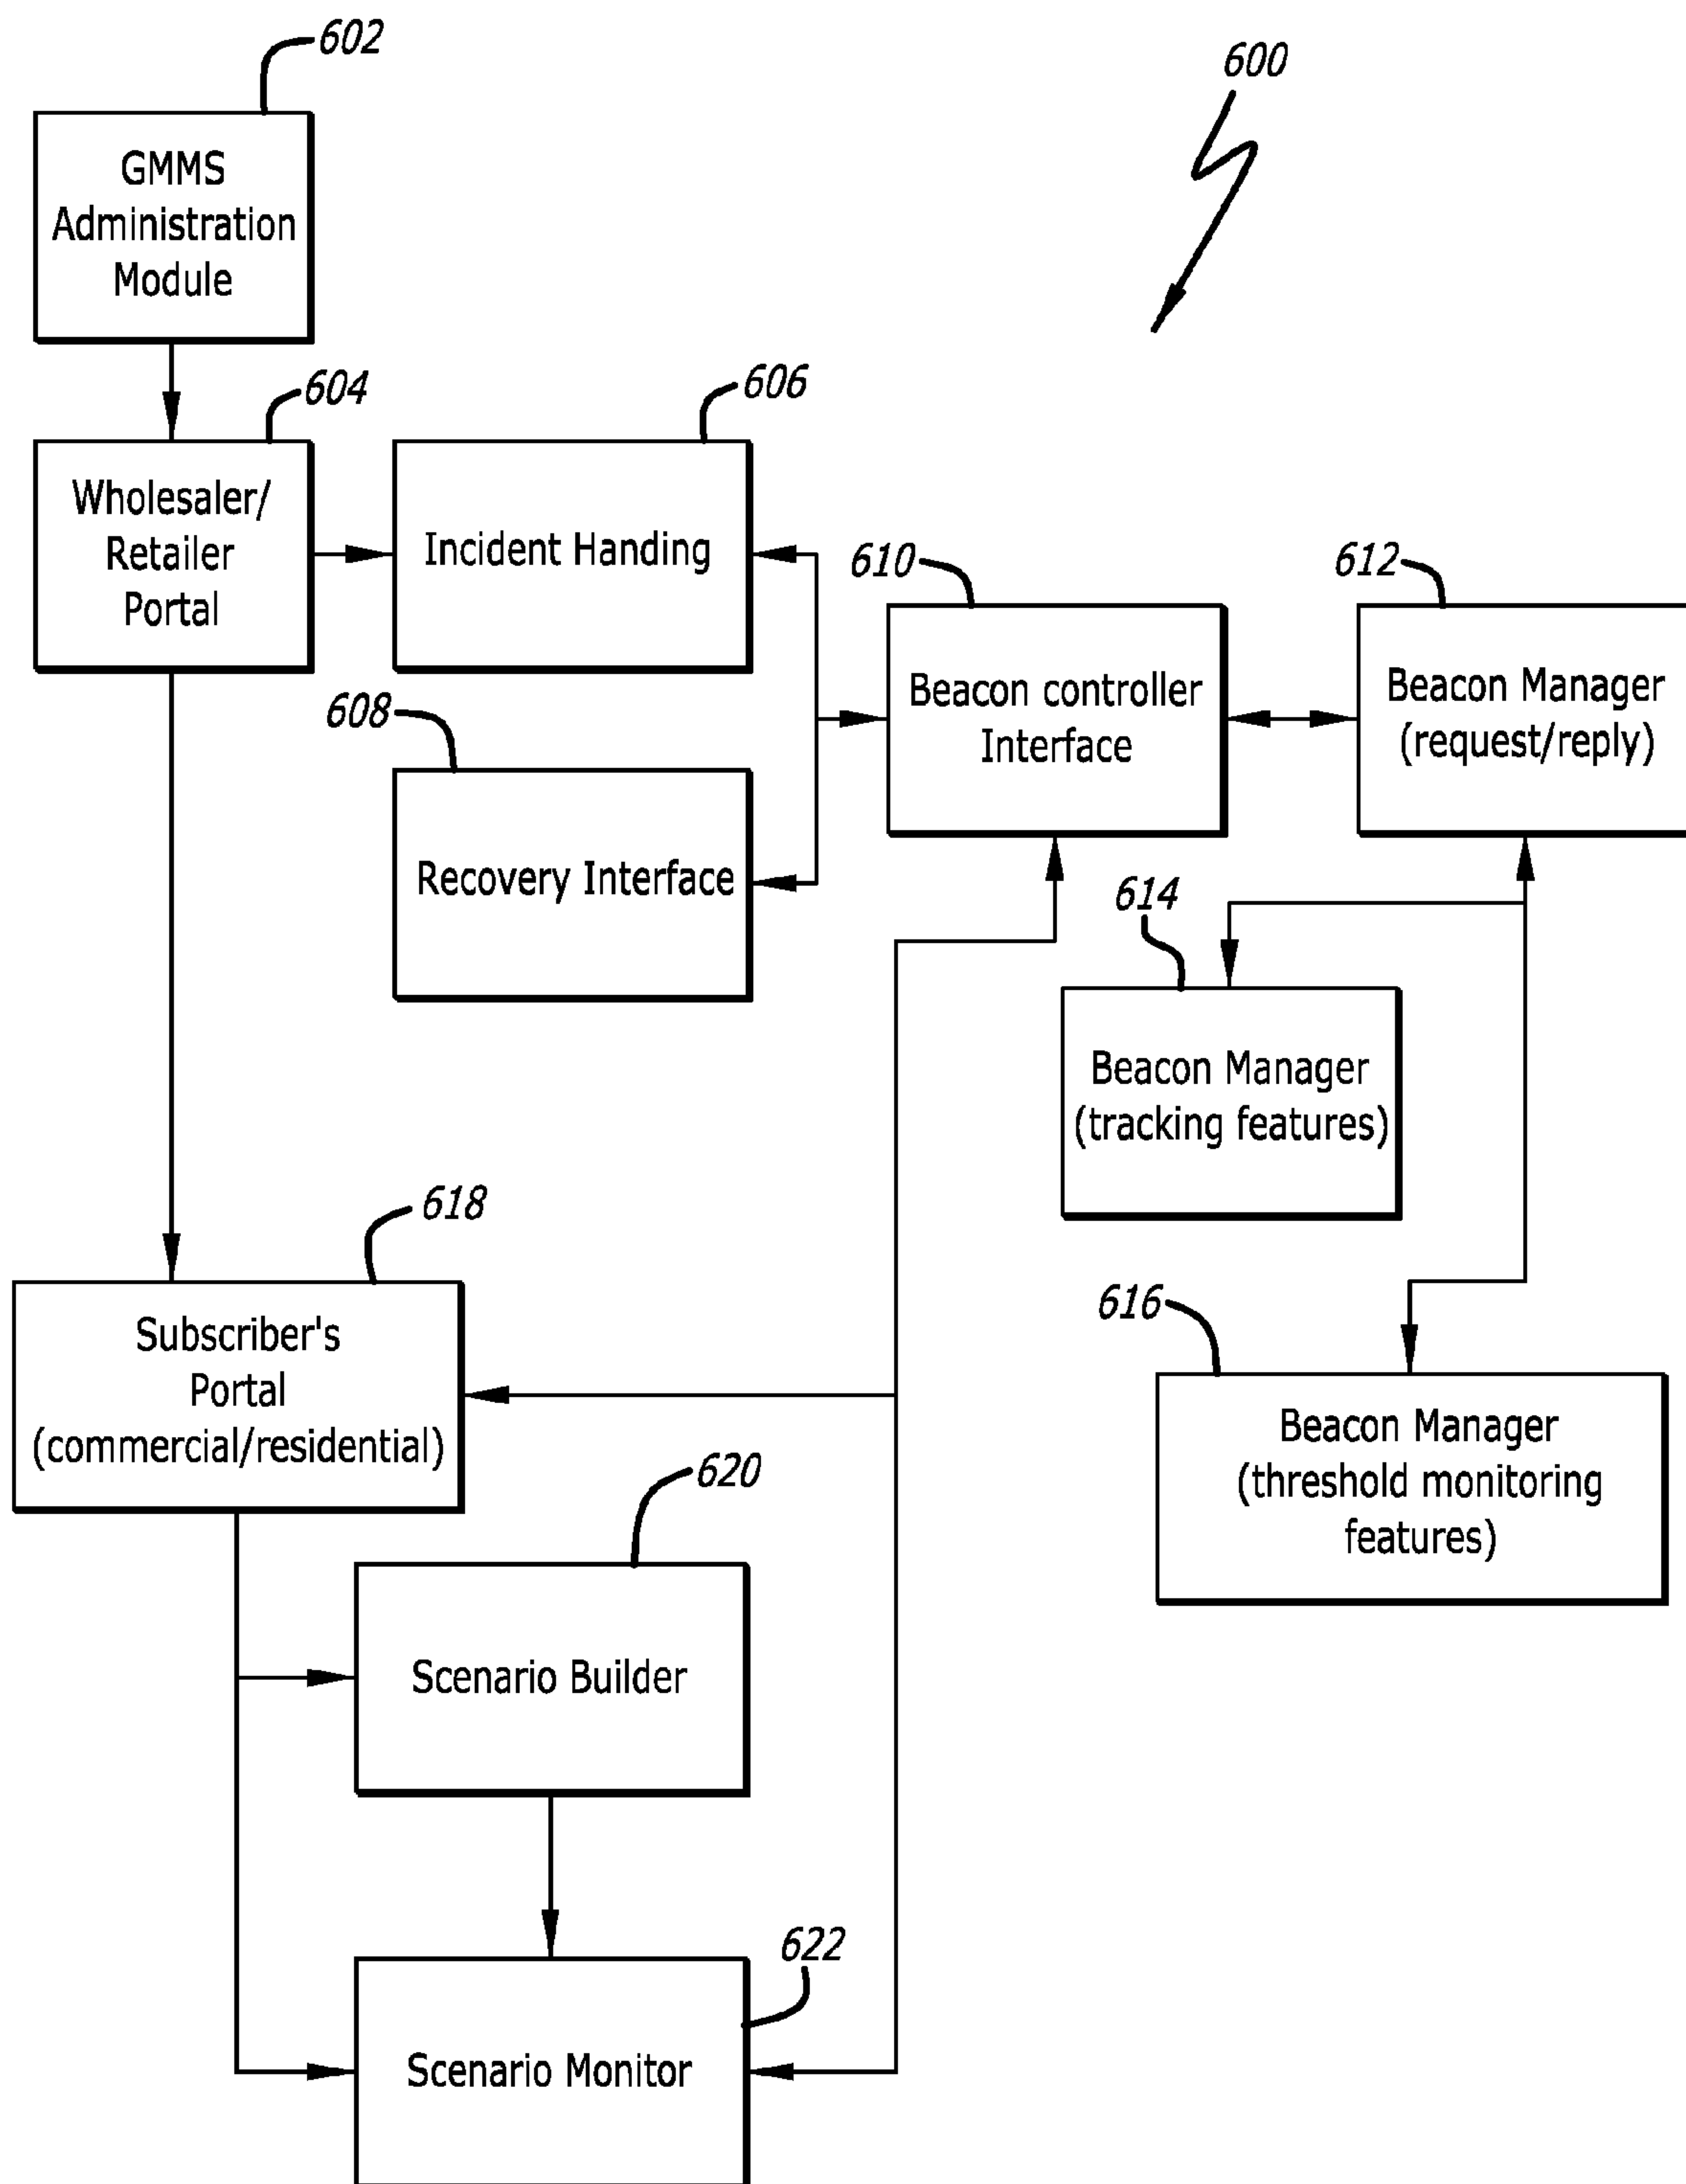 602
600
GMMS
Administration
Module
604
606
Wholesaler/
Retailer
Portal
Incident Handing
610
612
Beacon controller
Interface
Beacon Manager
(request/reply)
608
Recovery Interface
614
Beacon Manager
(tracking features)
618
Subscriber's
Portal
(commercial/residential)
616
Beacon Manager
(threshold monitoring
features)
620
Scenario Builder
622
Scenario Monitor